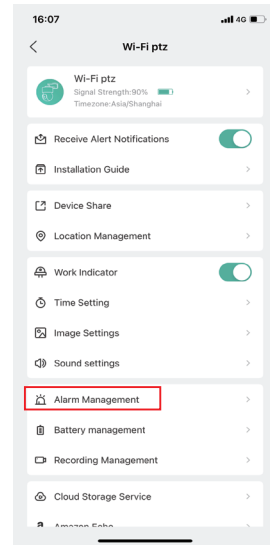 16:07
4G
Wi-Fi ptz
Wi-Fi ptz
Signal Strength:90%
Timezone:Asia/Shanghai
Receive Alert Notifications
Installation Guide
Device Share
Location Management
Work Indicator
Time Setting
Image Settings
Sound settings
Alarm Management
Battery management
Recording Management
Cloud Storage Service
Amazon Echo